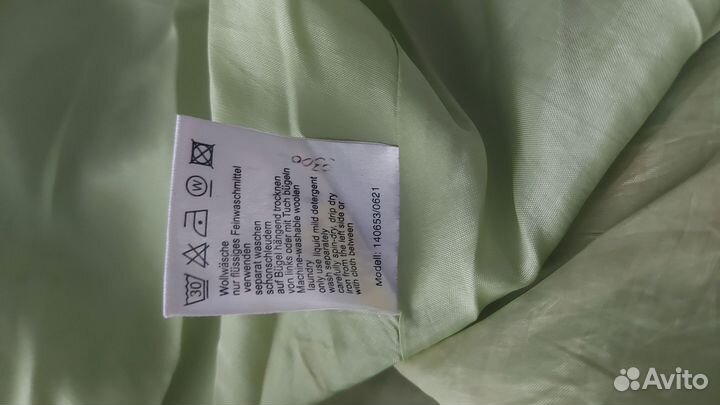 30 W
Wollwäsche
nur flüssiges Feinwaschmittel
verwenden
separat waschen
schonschleudern
auf Bügel hängend trocknen
von links oder mit Tuch bügeln
Machine-washable woolen
laundry
only use liquid mild detergent
wash separately
carefully spin-dry, drip dry
iron from the left side or
with cloth between
3300
Modell: 140653/0621
Avito